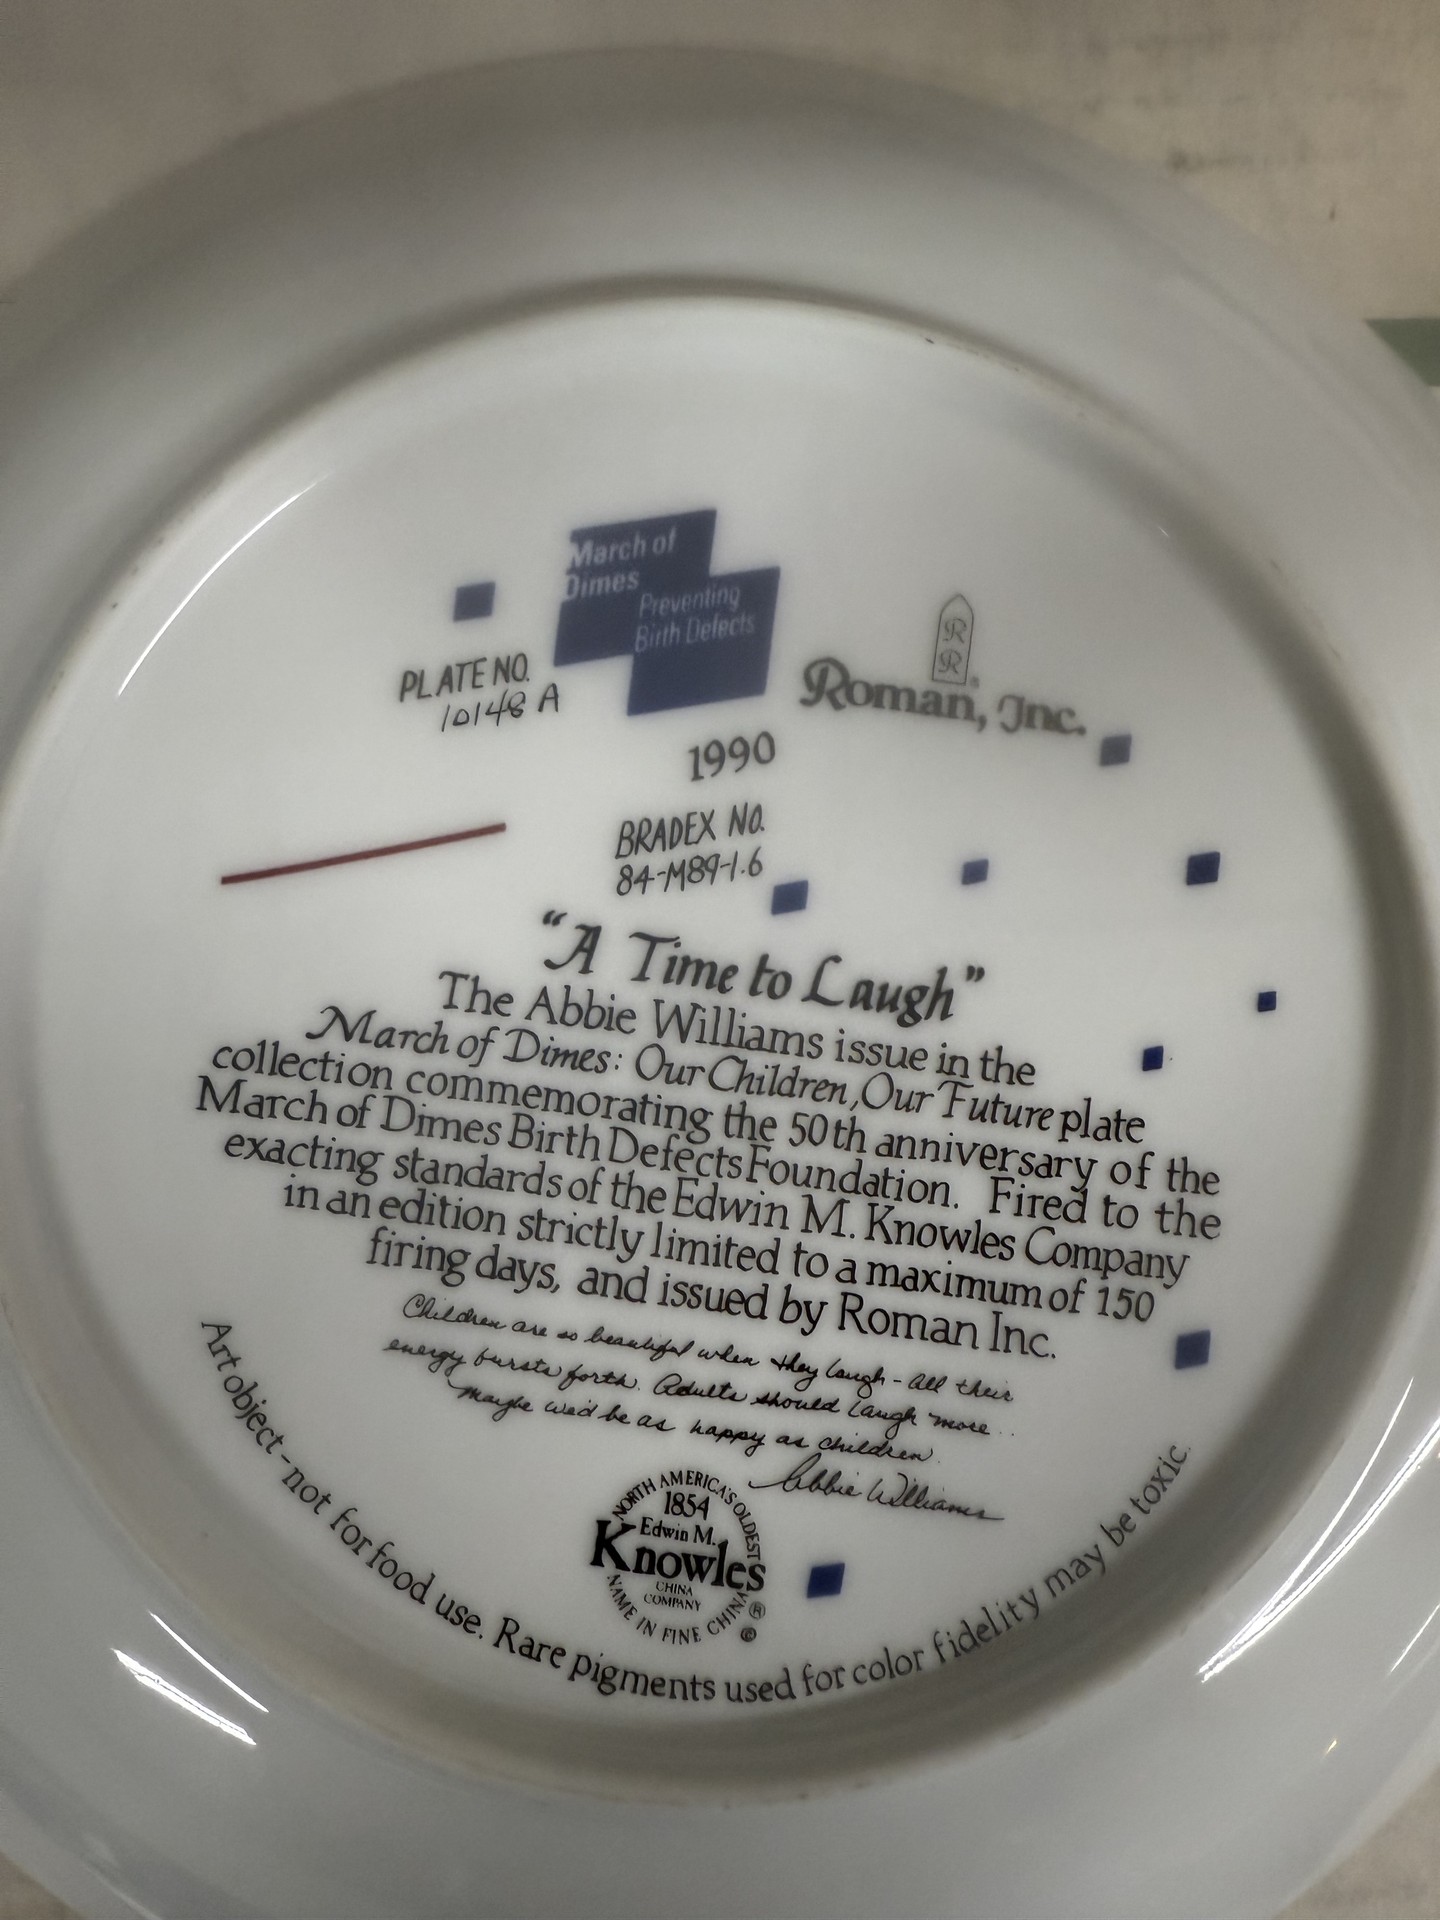 March of
Dimes
Preventing
Birth Defects
PLATE NO.
10148 A
R
R
®
Roman, Inc.
1990
BRADEX NO.
84-M89-1.6
“A Time to Laugh”
The Abbie Williams issue in the
March of Dimes: Our Children, Our Future plate
collection commemorating the 50th anniversary of the
March of Dimes Birth Defects Foundation. Fired to the
exacting standards of the Edwin M. Knowles Company
in an edition strictly limited to a maximum of 150
firing days, and issued by Roman Inc.
Children are so beautiful when they laugh - all their
energy bursts forth. Adults should laugh more..
maybe we'd be as happy as children.
Abbie Williams
NORTH AMERICA'S OLDEST
1854
Edwin M.
Knowles
CHINA
COMPANY
NAME IN FINE CHINA
®
©
Art object - not for food use. Rare pigments used for color fidelity may be toxic.